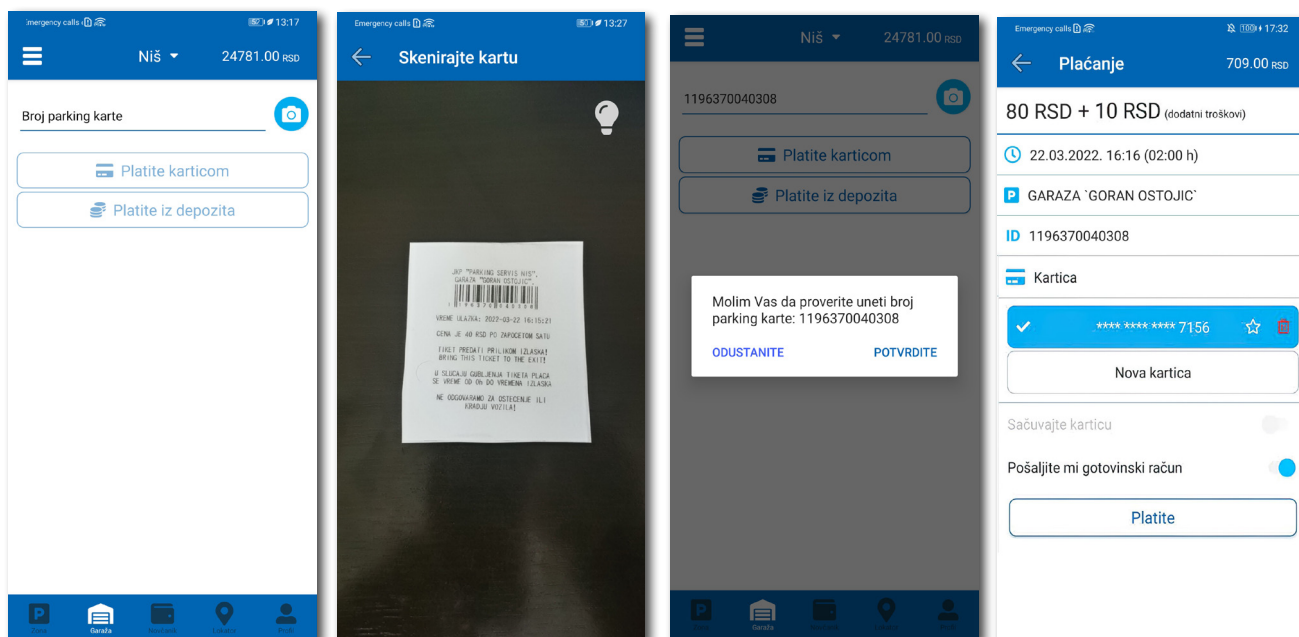 Emergency calls 13:17
Niš 24781.00 RSD
Broj parking karte
Platite karticom
Platite iz depozita
Garaža
Emergency calls 13:27
Skenirajte kartu
JKP "PARKING SERVIS NIS",
GARAZA "GORAN OSTOJIC",
VREME ULAZKA: 2022-03-22 16:15:21
CENA JE 40 RSD PO ZAPOCETOM SATU
TIKET PREDATI PRILIKOM IZLASKA!
BRING THIS TICKET TO THE EXIT!
U SLUCAJU GUBLJENJA TIKETA PLACA
SE VREME OD 0h DO VREMENA IZLASKA
NE ODGOVARAMO ZA OSTECENJE ILI
KRADJU VOZILA!
Niš 24781.00 RSD
1196370040308
Platite karticom
Platite iz depozita
Molim Vas da proverite uneti broj
parking karte: 1196370040308
ODUSTANITE POTVRDITE
Garaža
Emergency calls 100 17:32
Plaćanje 709.00 RSD
80 RSD + 10 RSD (dodatni troškovi)
22.03.2022. 16:16 (02:00 h)
P GARAZA `GORAN OSTOJIC`
ID 1196370040308
Kartica
**** **** **** 7156
Nova kartica
Sačuvajte karticu
Pošaljite mi gotovinski račun
Platite